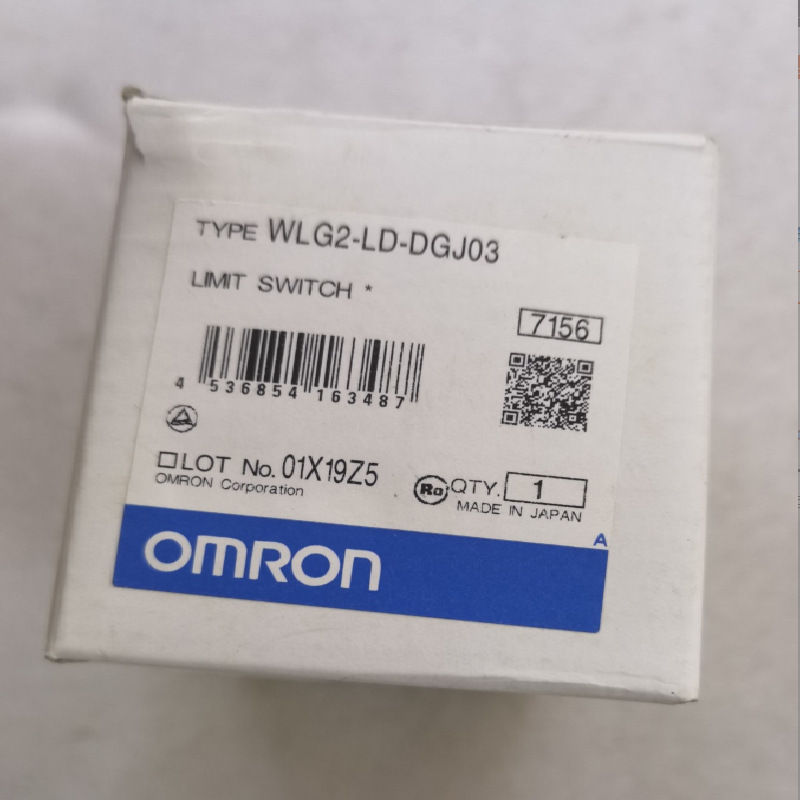 TYPE WLG2-LD-DGJ03
LIMIT SWITCH *
7156
4 536854 163487
□LOT No. 01X19Z5
OMRON Corporation
Ro QTY. 1
MADE IN JAPAN
A
OMRON